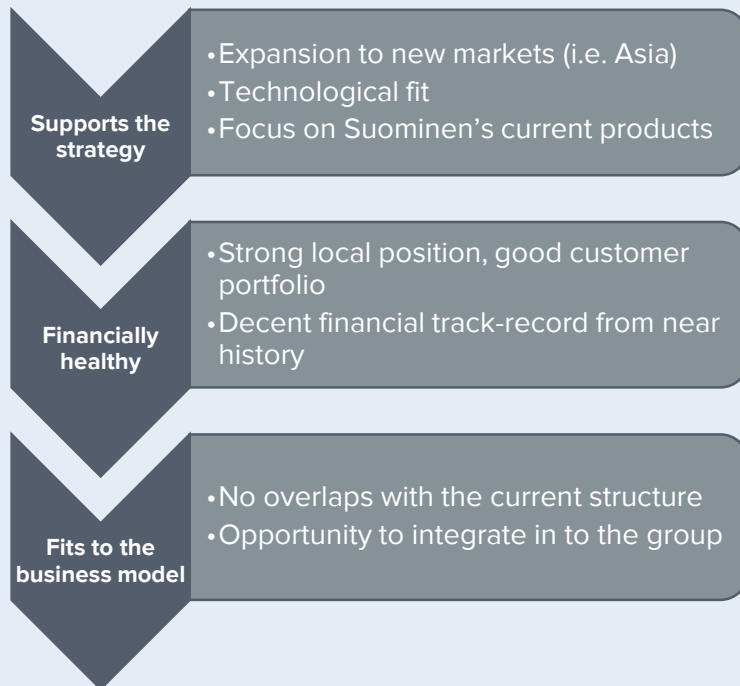 Supports the
strategy
•Expansion to new markets (i.e. Asia)
•Technological fit
•Focus on Suominen’s current products
Financially
healthy
•Strong local position, good customer
portfolio
•Decent financial track-record from near
history
Fits to the
business model
•No overlaps with the current structure
•Opportunity to integrate in to the group